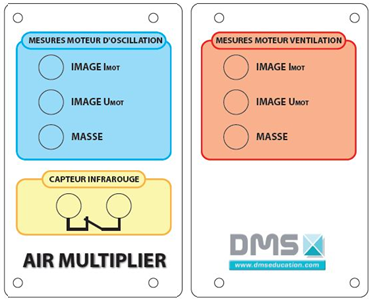 MESURES MOTEUR D'OSCILLATION
IMAGE IMOT
IMAGE UMOT
MASSE
CAPTEUR INFRAROUGE
AIR MULTIPLIER
MESURES MOTEUR VENTILATION
IMAGE IMOT
IMAGE UMOT
MASSE
DMS
www.dmseducation.com